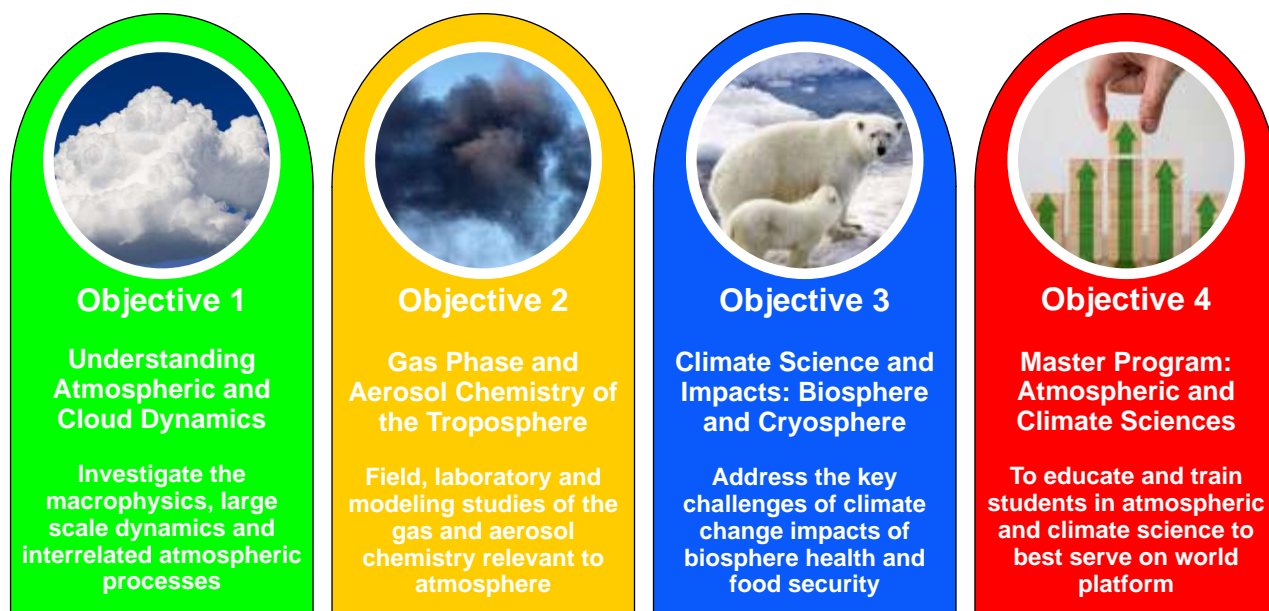 Objective 1
Understanding
Atmospheric and
Cloud Dynamics
Investigate the
macrophysics, large
scale dynamics and
interrelated atmospheric
processes
Objective 2
Gas Phase and
Aerosol Chemistry of
the Troposphere
Field, laboratory and
modeling studies of the
gas and aerosol
chemistry relevant to
atmosphere
Objective 3
Climate Science and
Impacts: Biosphere
and Cryosphere
Address the key
challenges of climate
change impacts of
biosphere health and
food security
Objective 4
Master Program:
Atmospheric and
Climate Sciences
To educate and train
students in atmospheric
and climate science to
best serve on world
platform